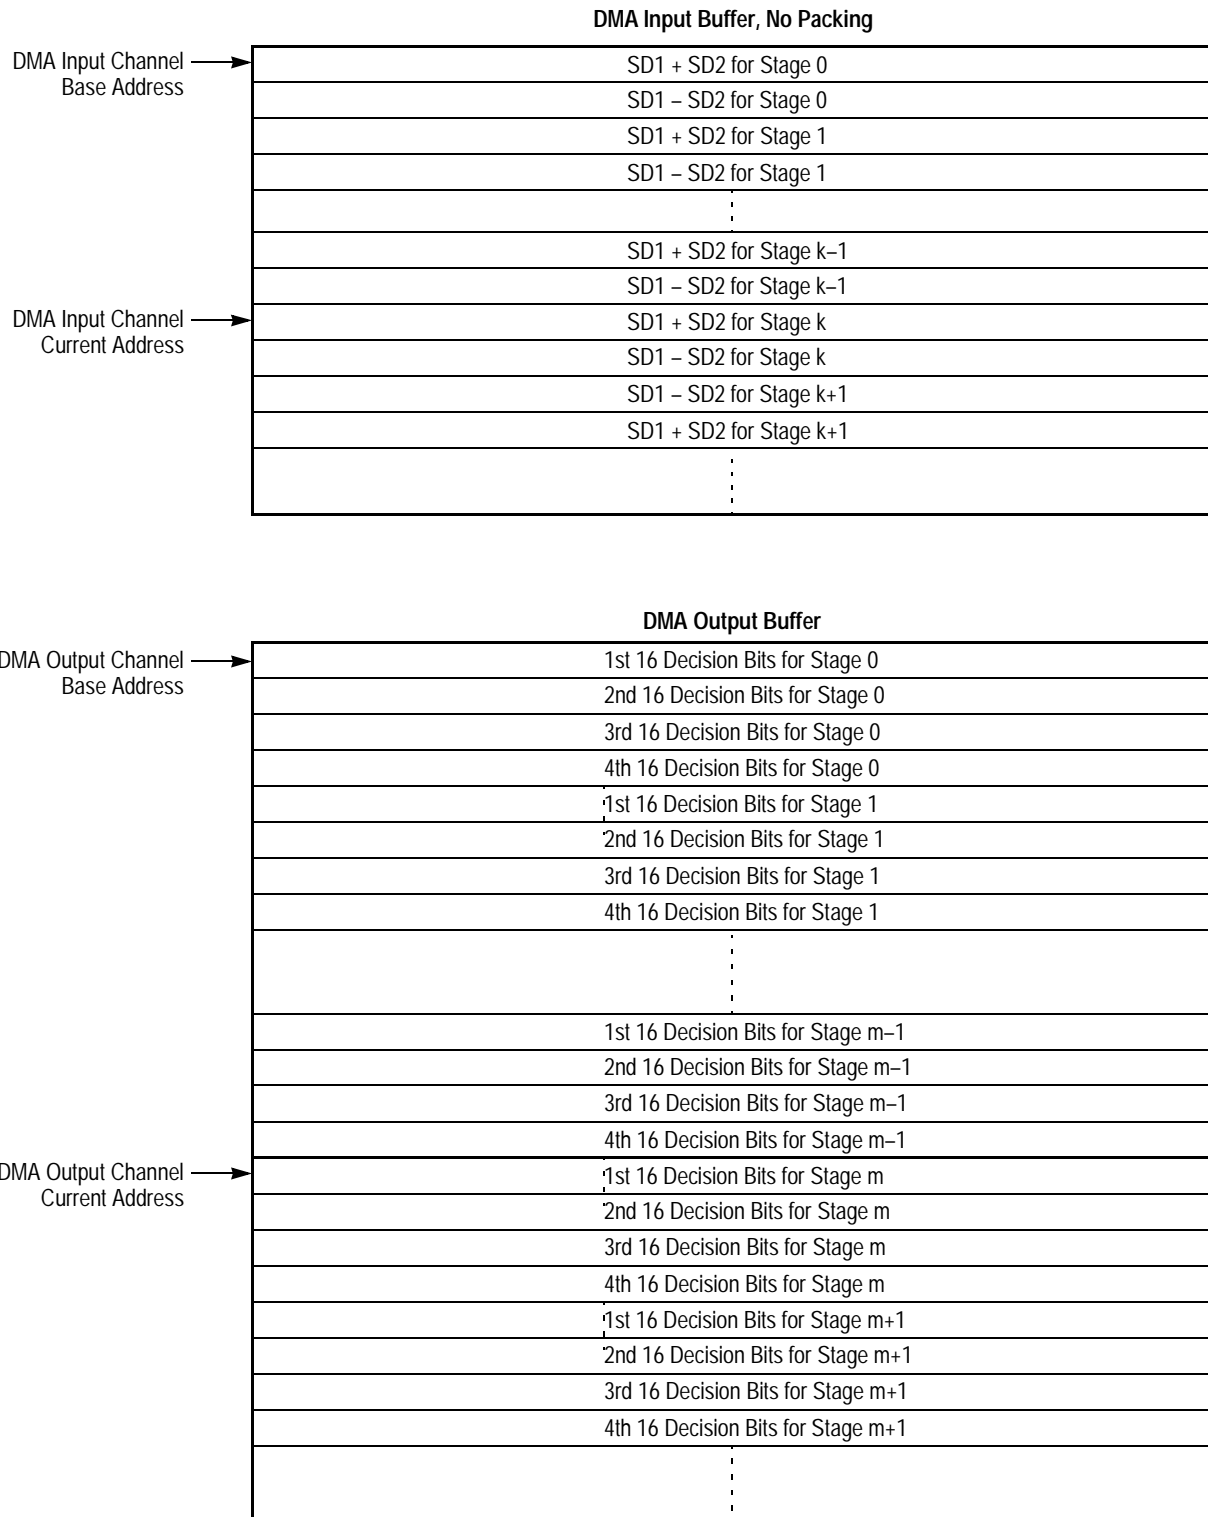 DMA Input Buffer, No Packing
DMA Input Channel
Base Address
SD1 + SD2 for Stage 0
SD1 – SD2 for Stage 0
SD1 + SD2 for Stage 1
SD1 – SD2 for Stage 1
SD1 + SD2 for Stage k–1
SD1 – SD2 for Stage k–1
DMA Input Channel
Current Address
SD1 + SD2 for Stage k
SD1 – SD2 for Stage k
SD1 – SD2 for Stage k+1
SD1 + SD2 for Stage k+1
DMA Output Buffer
DMA Output Channel
Base Address
1st 16 Decision Bits for Stage 0
2nd 16 Decision Bits for Stage 0
3rd 16 Decision Bits for Stage 0
4th 16 Decision Bits for Stage 0
1st 16 Decision Bits for Stage 1
2nd 16 Decision Bits for Stage 1
3rd 16 Decision Bits for Stage 1
4th 16 Decision Bits for Stage 1
1st 16 Decision Bits for Stage m–1
2nd 16 Decision Bits for Stage m–1
3rd 16 Decision Bits for Stage m–1
4th 16 Decision Bits for Stage m–1
DMA Output Channel
Current Address
1st 16 Decision Bits for Stage m
2nd 16 Decision Bits for Stage m
3rd 16 Decision Bits for Stage m
4th 16 Decision Bits for Stage m
1st 16 Decision Bits for Stage m+1
2nd 16 Decision Bits for Stage m+1
3rd 16 Decision Bits for Stage m+1
4th 16 Decision Bits for Stage m+1